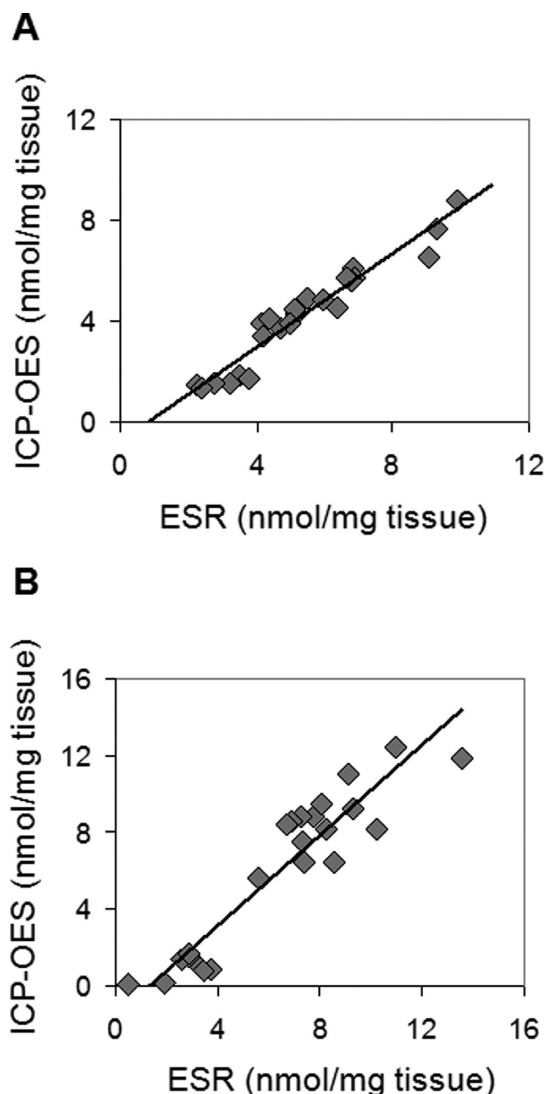 A
ICP-OES (nmol/mg tissue)
12
8
4
0
0 4 8 12
ESR (nmol/mg tissue)
B
ICP-OES (nmol/mg tissue)
16
12
8
4
0
0 4 8 12 16
ESR (nmol/mg tissue)